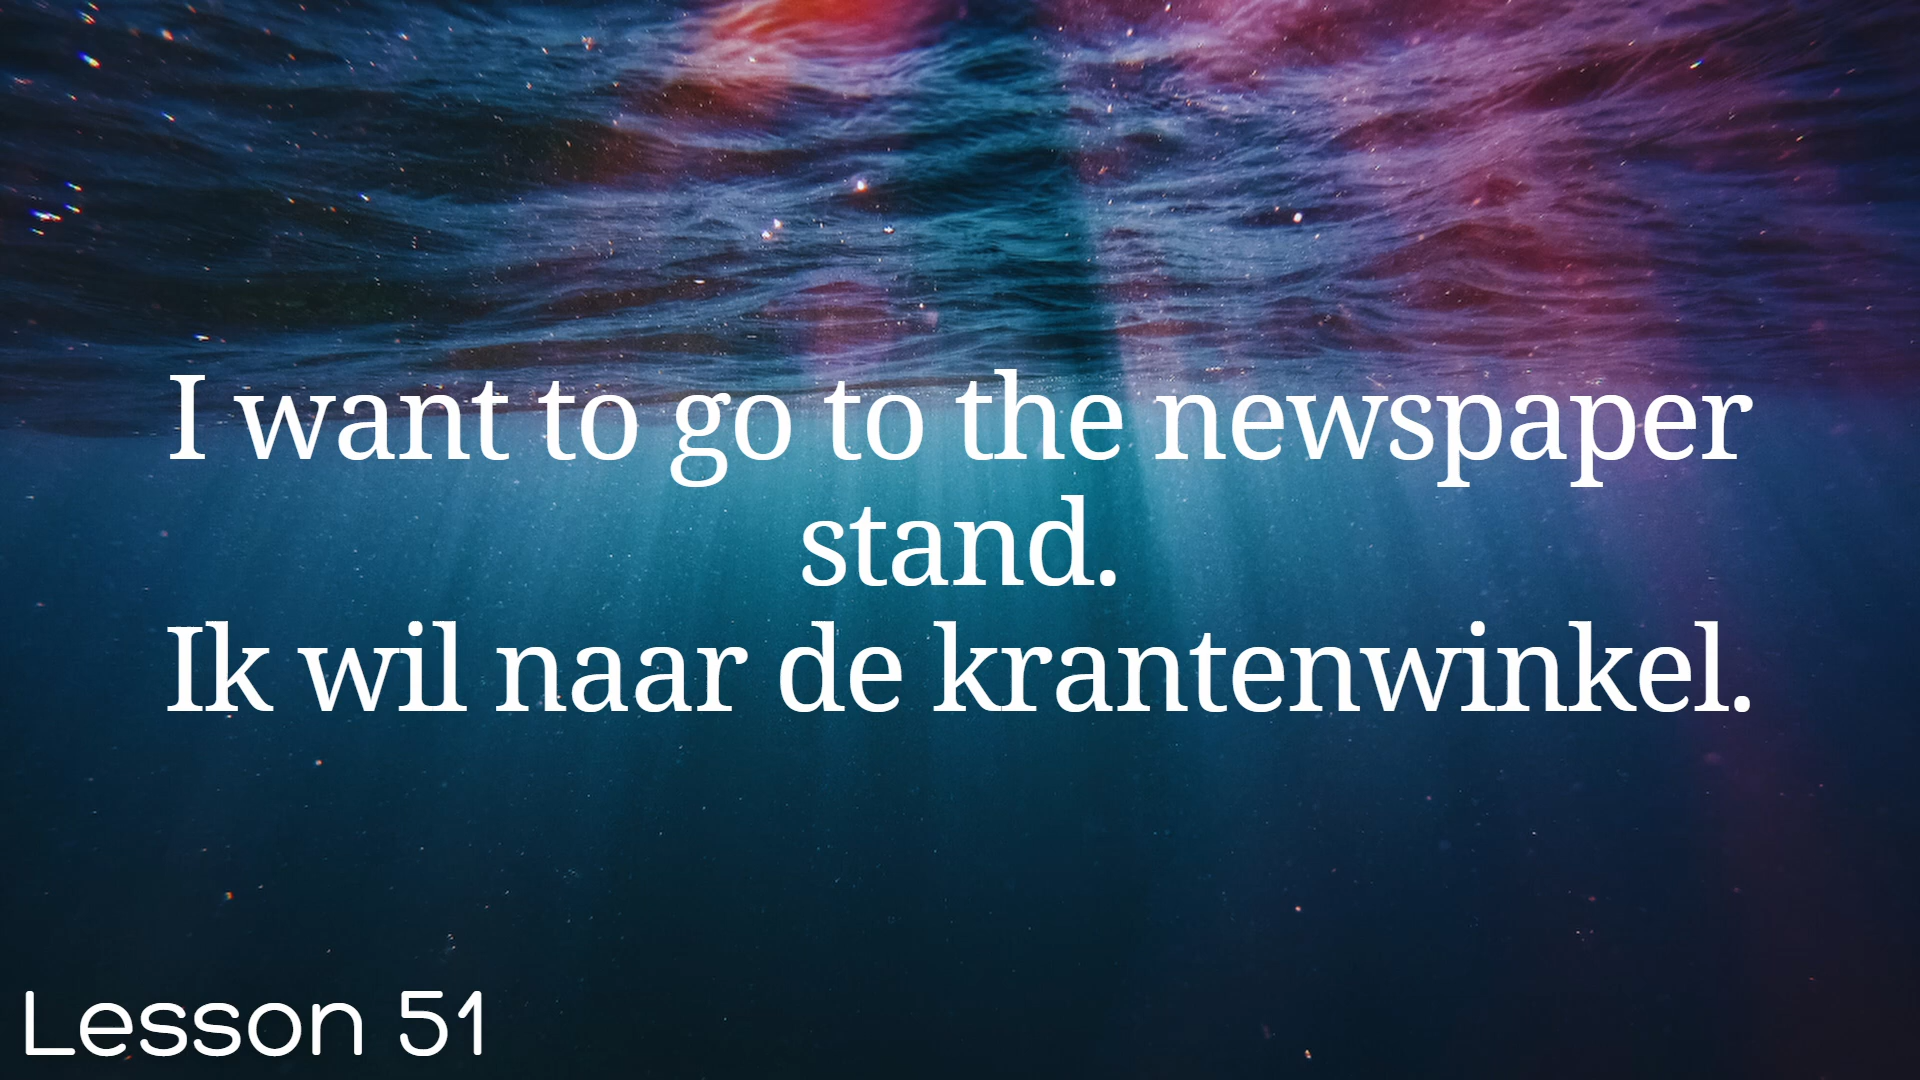 I want to go to the newspaper
stand.
Ik wil naar de krantenwinkel.
Lesson 51